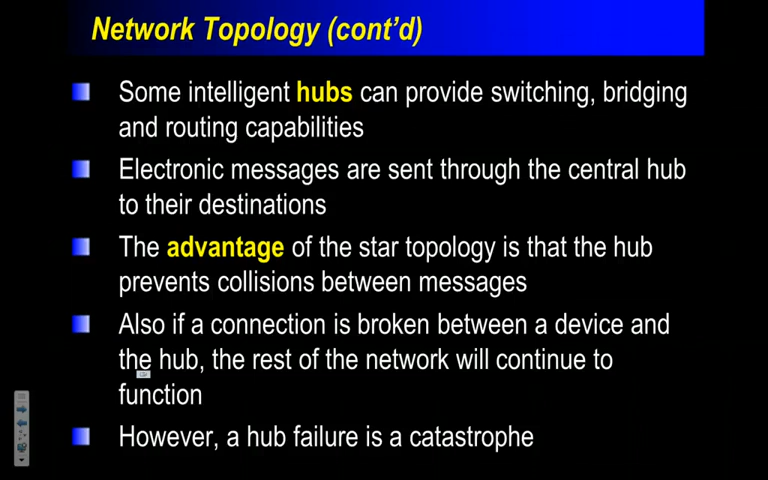 Network Topology (cont'd)
Some intelligent hubs can provide switching, bridging
and routing capabilities
Electronic messages are sent through the central hub
to their destinations
The advantage of the star topology is that the hub
prevents collisions between messages
Also if a connection is broken between a device and
the hub, the rest of the network will continue to
function
However, a hub failure is a catastrophe